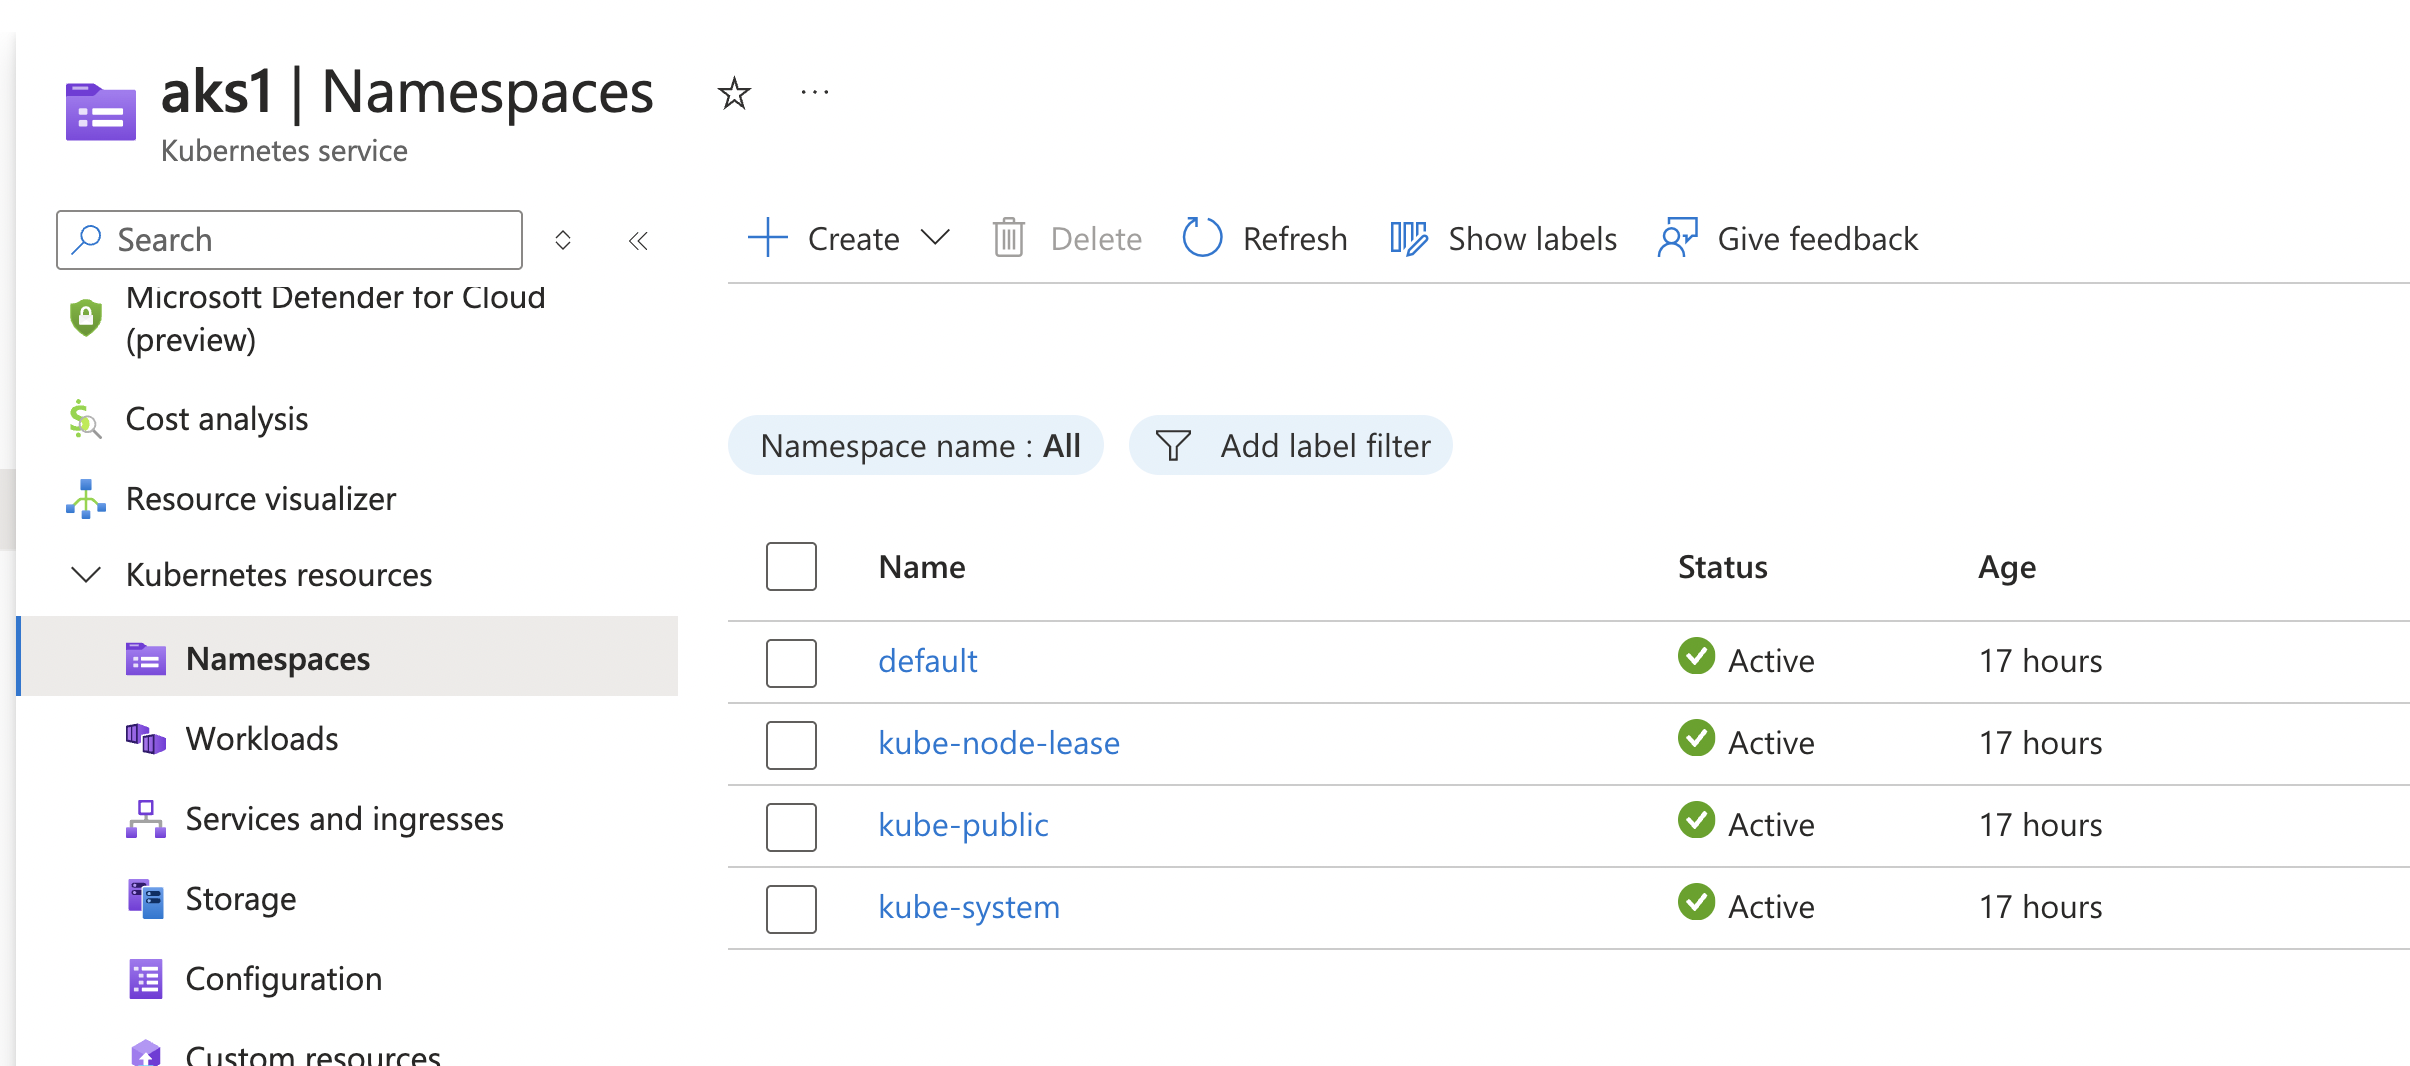 aks1 | Namespaces
Kubernetes service
Search
Create
Delete
Refresh
Show labels
Give feedback
Microsoft Defender for Cloud
(preview)
Cost analysis
Resource visualizer
Kubernetes resources
Namespaces
Workloads
Services and ingresses
Storage
Configuration
Custom resources
Namespace name : All
Add label filter
Name Status Age
default Active 17 hours
kube-node-lease Active 17 hours
kube-public Active 17 hours
kube-system Active 17 hours